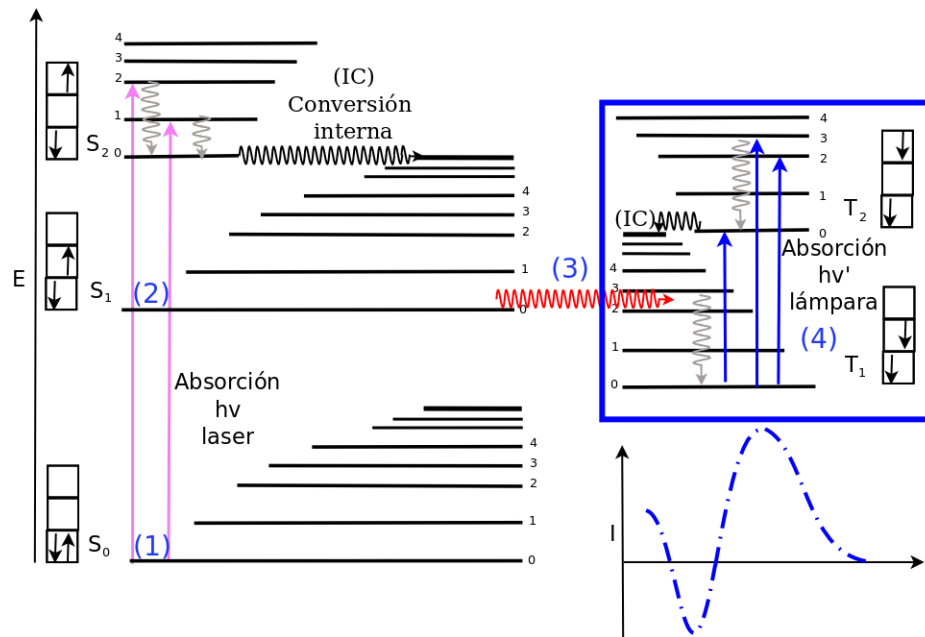 E
4
3
2
1
S2 0
(IC)
Conversión
interna
4
3
2
1
S1
0
(2)
(3)
Absorción
hv
laser
4
3
2
1
S0
(1)
0
4
3
2
1
0
T2
(IC)
4
3
2
1
0
Absorción
hv'
lámpara
(4)
T1
I